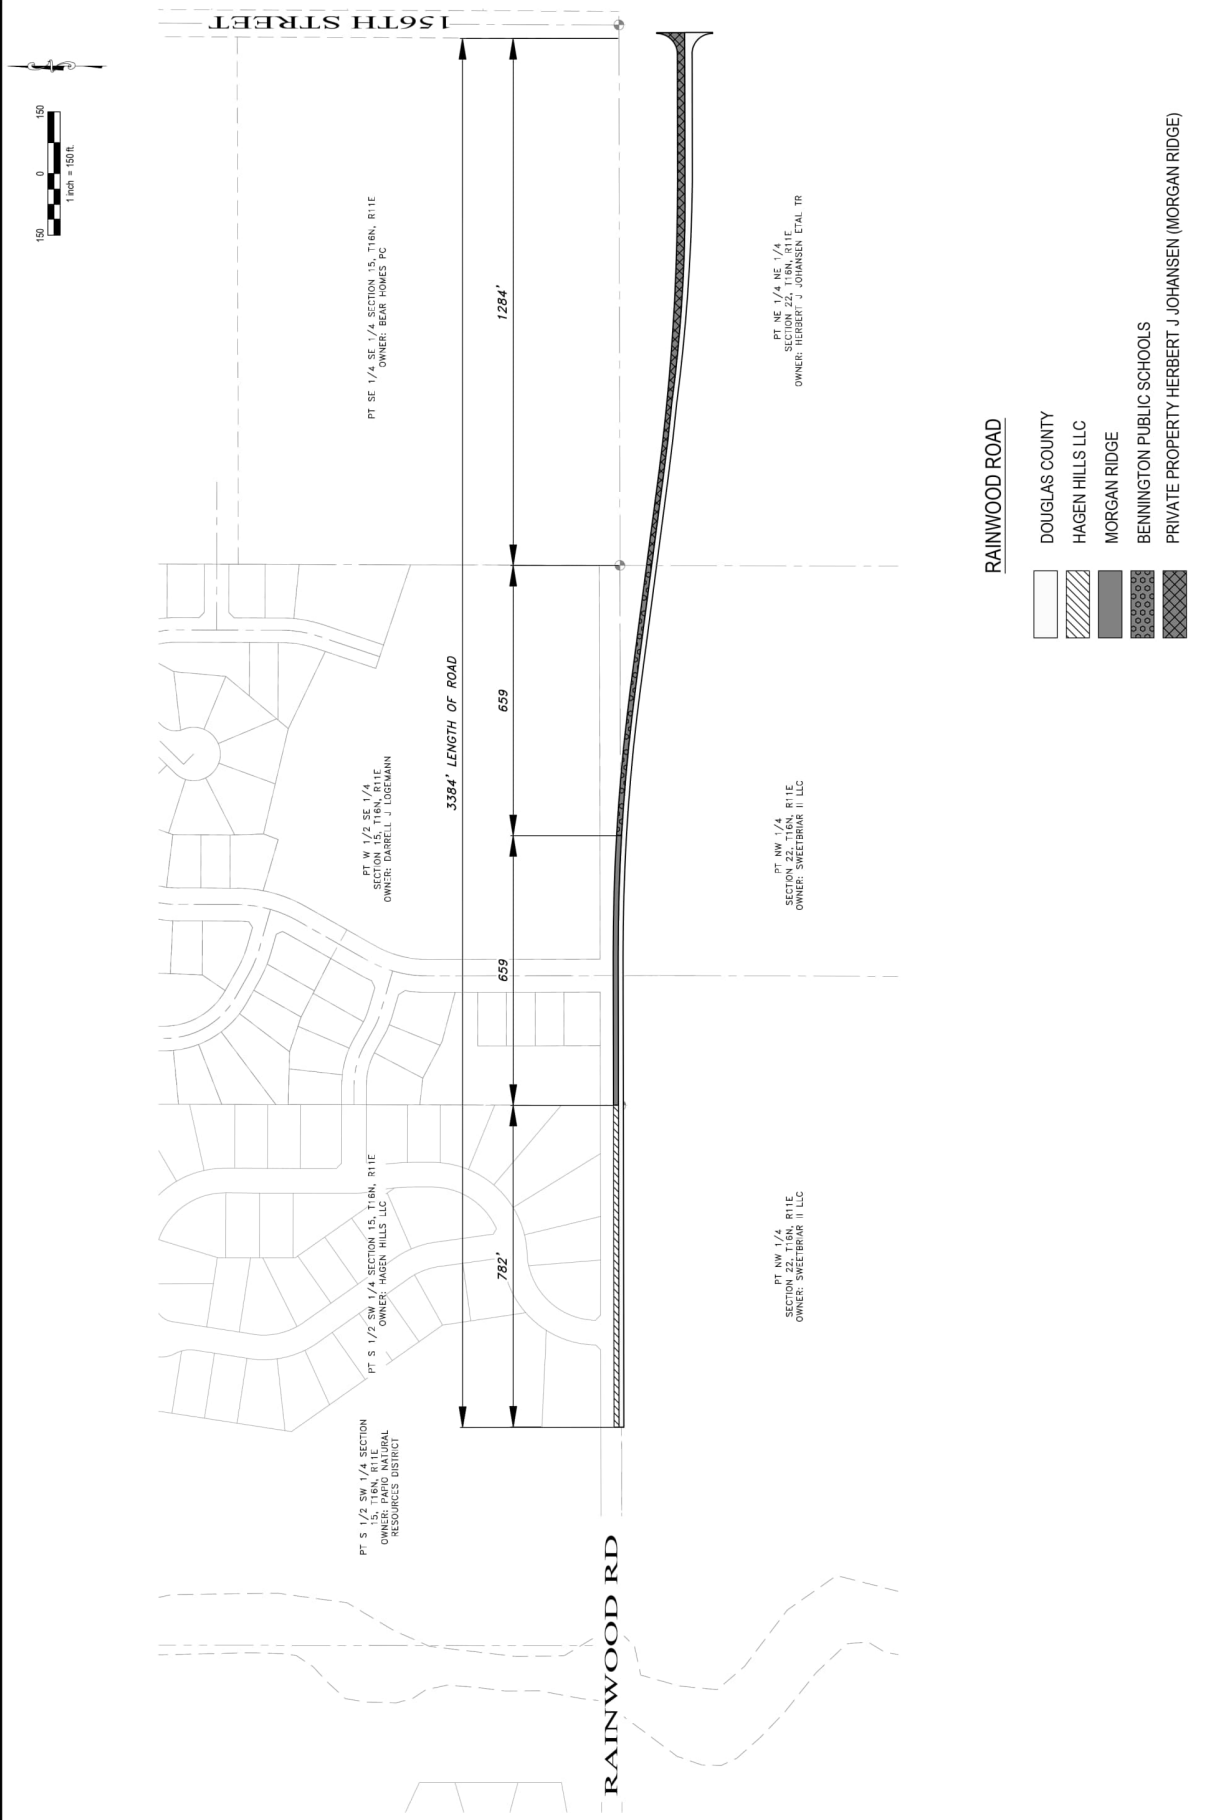 156TH STREET
150
0
150
1 inch = 150 ft.
PT SE 1/4 SE 1/4 SECTION 15, T16N, R11E
OWNER: BEAR HOMES PC
1284'
PT NE 1/4 NE 1/4
SECTION 22, T16N, R11E
OWNER: HERBERT J JOHANSEN ETAL TR
3384' LENGTH OF ROAD
659
PT W 1/2 SE 1/4
SECTION 15, T16N, R11E
OWNER: DARRELL J LOGEMANN
PT NW 1/4
SECTION 22, T16N, R11E
OWNER: SWEETBRIAR II LLC
659
PT S 1/2 SW 1/4 SECTION 15, T16N, R11E
OWNER: HAGEN HILLS LLC
782'
PT NW 1/4
SECTION 22, T16N, R11E
OWNER: SWEETBRIAR II LLC
PT S 1/2 SW 1/4 SECTION
15, T16N, R11E
OWNER: PAPIO NATURAL
RESOURCES DISTRICT
RAINWOOD RD
RAINWOOD ROAD
DOUGLAS COUNTY
HAGEN HILLS LLC
MORGAN RIDGE
BENNINGTON PUBLIC SCHOOLS
PRIVATE PROPERTY HERBERT J JOHANSEN (MORGAN RIDGE)